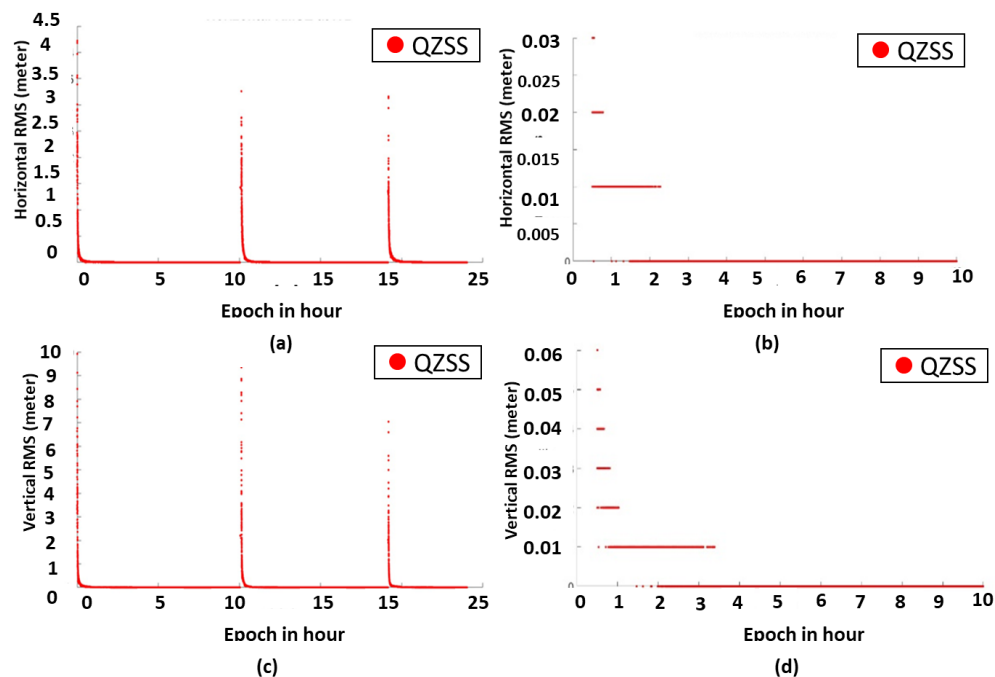 4.5
4
3.5
3
2.5
2
1.5
1
0.5
0
Horizontal RMS (meter)
QZSS
0 10 15 15 25
Epoch in hour
(a)
0.03
0.025
0.02
0.015
0.01
0.005
0
Horizontal RMS (meter)
QZSS
0 1 2 3 4 5 6 7 8 9 10
Epoch in hour
(b)
10
9
8
7
6
5
4
3
2
1
0
Vertical RMS (meter)
QZSS
0 10 15 15 25
Epoch in hour
(c)
0.06
0.05
0.04
0.03
0.02
0.01
0
Vertical RMS (meter)
QZSS
0 1 2 3 4 5 6 7 8 9 10
Epoch in hour
(d)